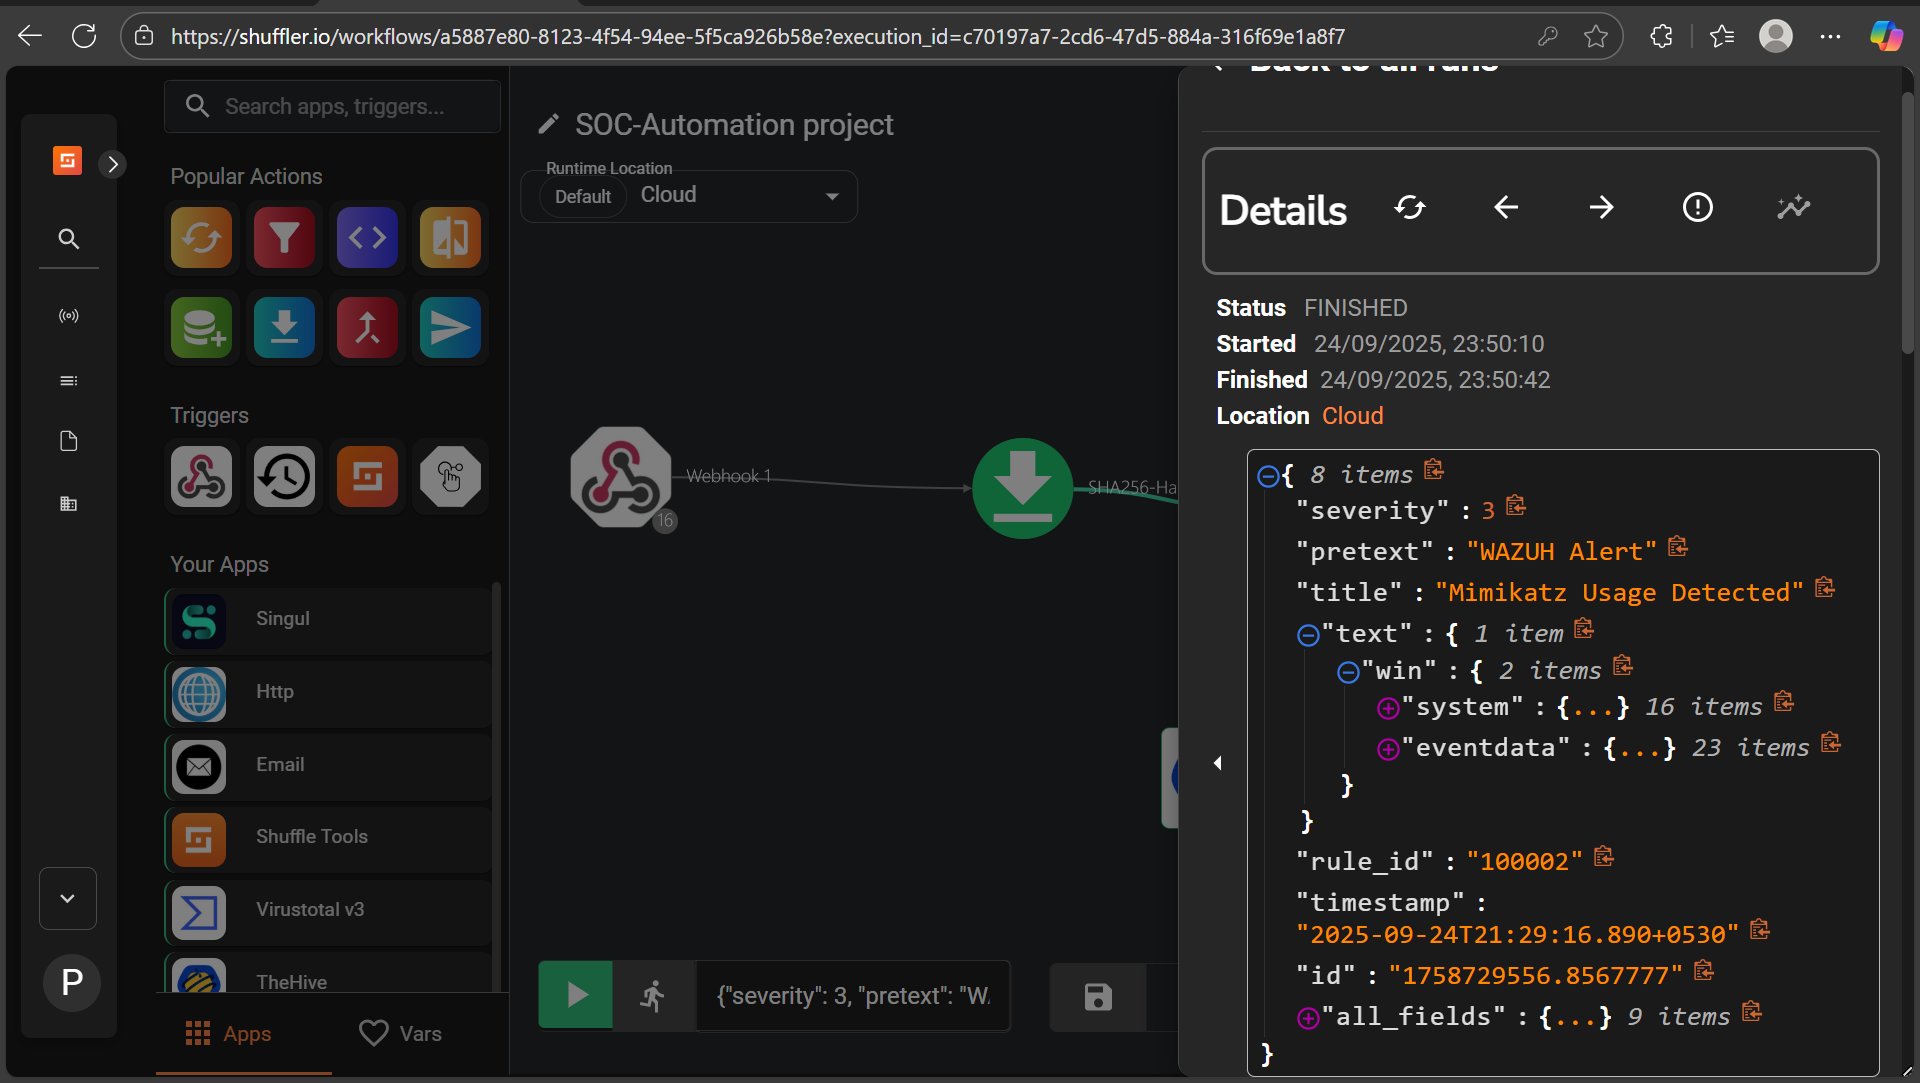 https://shuffler.io/workflows/a5887e80-8123-4f54-94ee-5f5ca926b58e?execution_id=c70197a7-2cd6-47d5-884a-316f69e1a8f7
Search apps, triggers...
Popular Actions
Triggers
Your Apps
Singul
Http
Email
Shuffle Tools
Virustotal v3
TheHive
P
Apps
Vars
SOC-Automation project
Runtime Location
Default
Cloud
Webhook 1
16
SHA256-Ha
{"severity": 3, "pretext": "W
Back to all runs
Details
Status FINISHED
Started 24/09/2025, 23:50:10
Finished 24/09/2025, 23:50:42
Location Cloud
{ 8 items
"severity" : 3
"pretext" : "WAZUH Alert"
"title" : "Mimikatz Usage Detected"
"text" : { 1 item
"win" : { 2 items
"system" : {...} 16 items
"eventdata" : {...} 23 items
}
}
"rule_id" : "100002"
"timestamp" :
"2025-09-24T21:29:16.890+0530"
"id" : "1758729556.8567777"
"all_fields" : {...} 9 items
}